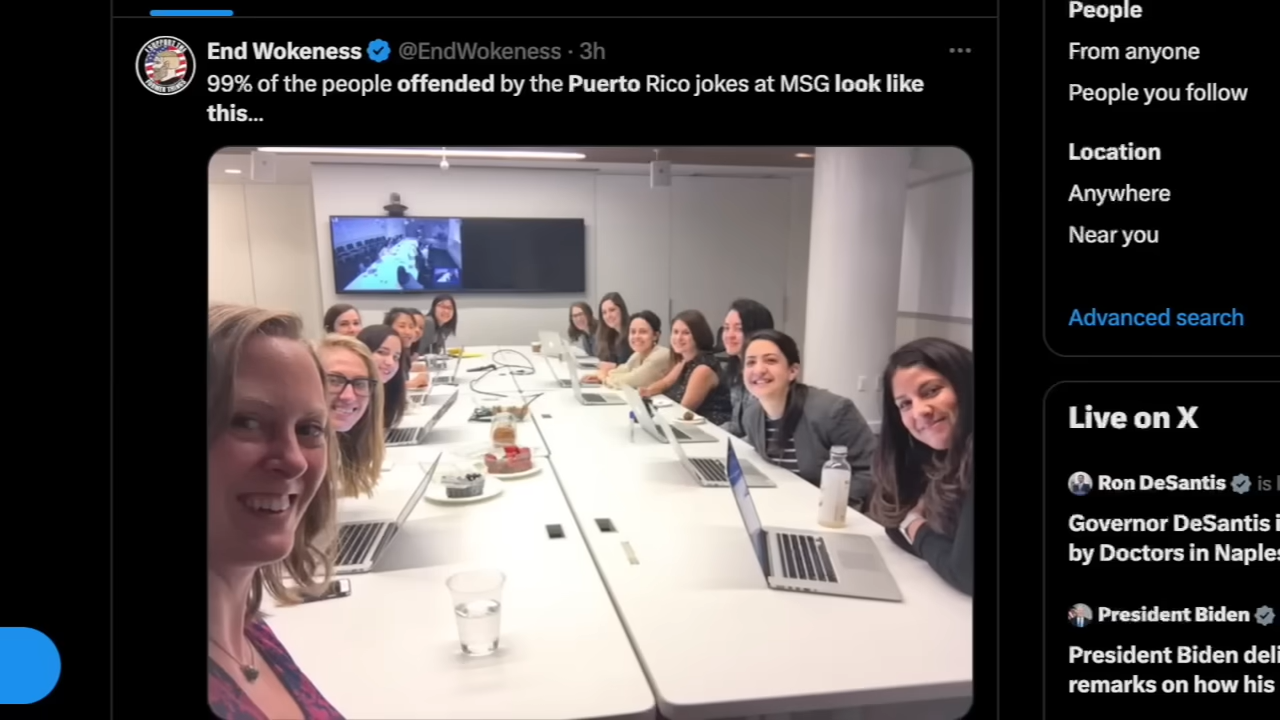 End Wokeness @EndWokeness · 3h
99% of the people offended by the Puerto Rico jokes at MSG look like
this...
People
From anyone
People you follow
Location
Anywhere
Near you
Advanced search
Live on X
Ron DeSantis is
Governor DeSantis i
by Doctors in Naples
President Biden
President Biden deli
remarks on how his